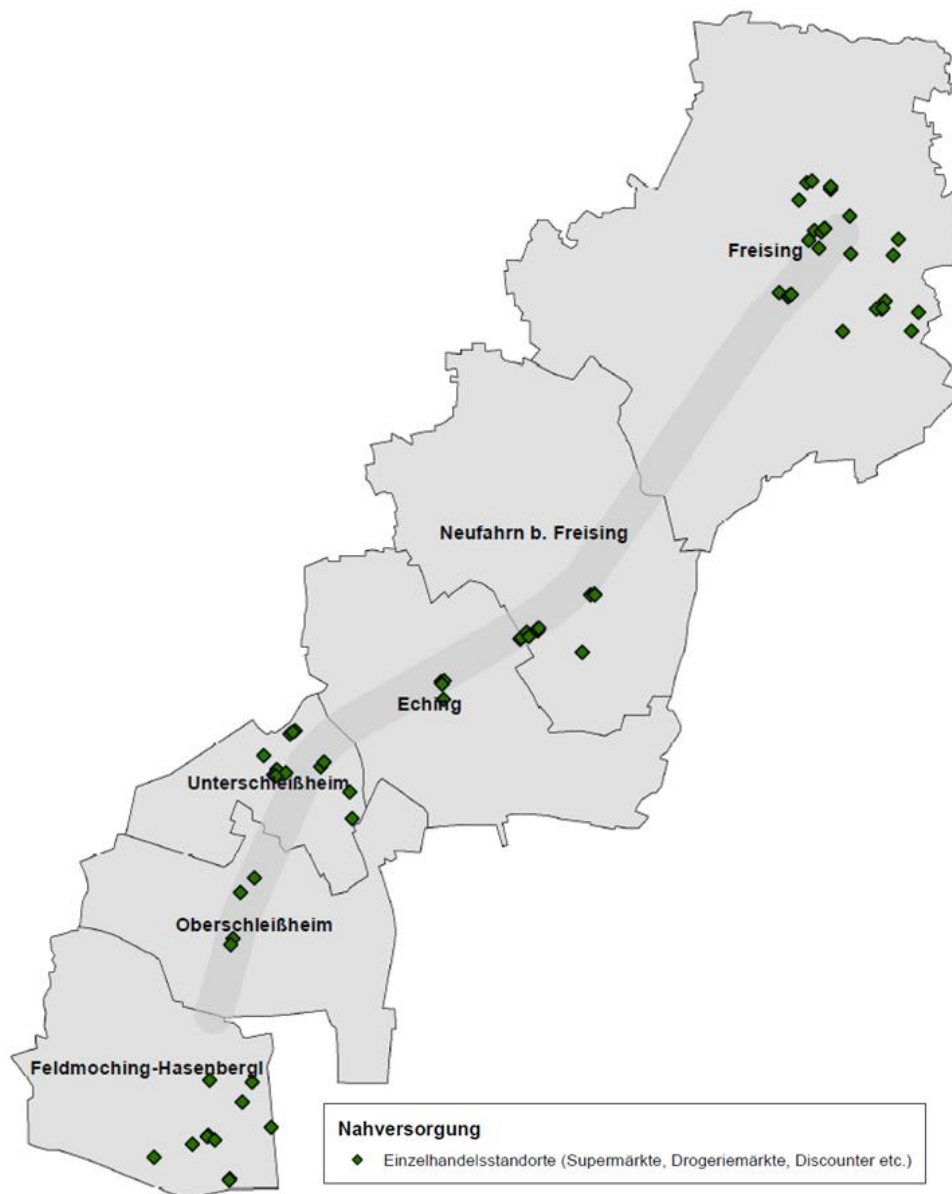 Freising
Neufahrn b. Freising
Eching
Unterschleißheim
Oberschleißheim
Feldmoching-Hasenbergl
Nahversorgung
Einzelhandelsstandorte (Supermärkte, Drogeriemärkte, Discounter etc.)